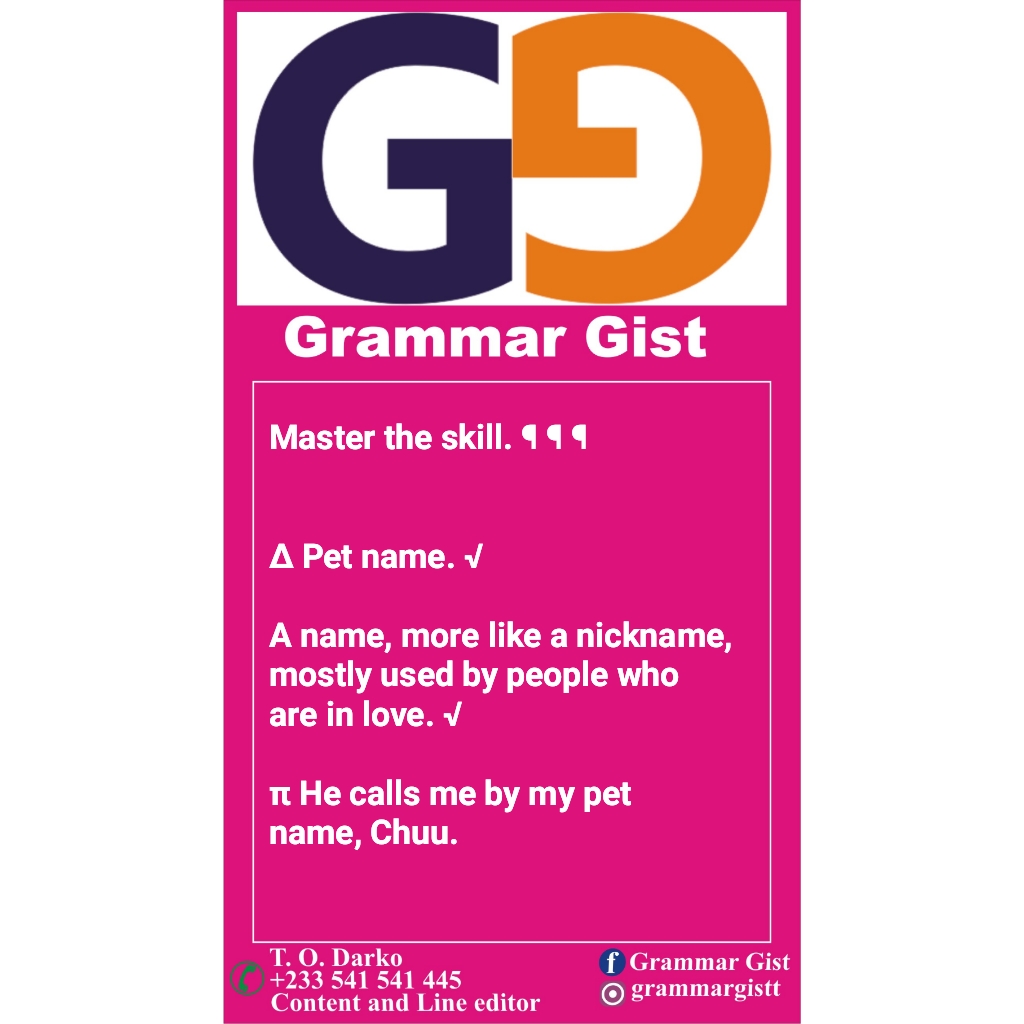 GG
Grammar Gist
Master the skill. ¶ ¶ ¶
Δ Pet name. √
A name, more like a nickname,
mostly used by people who
are in love. √
π He calls me by my pet
name, Chuu.
T. O. Darko
+233 541 541 445
Content and Line editor
f Grammar Gist
grammargistt